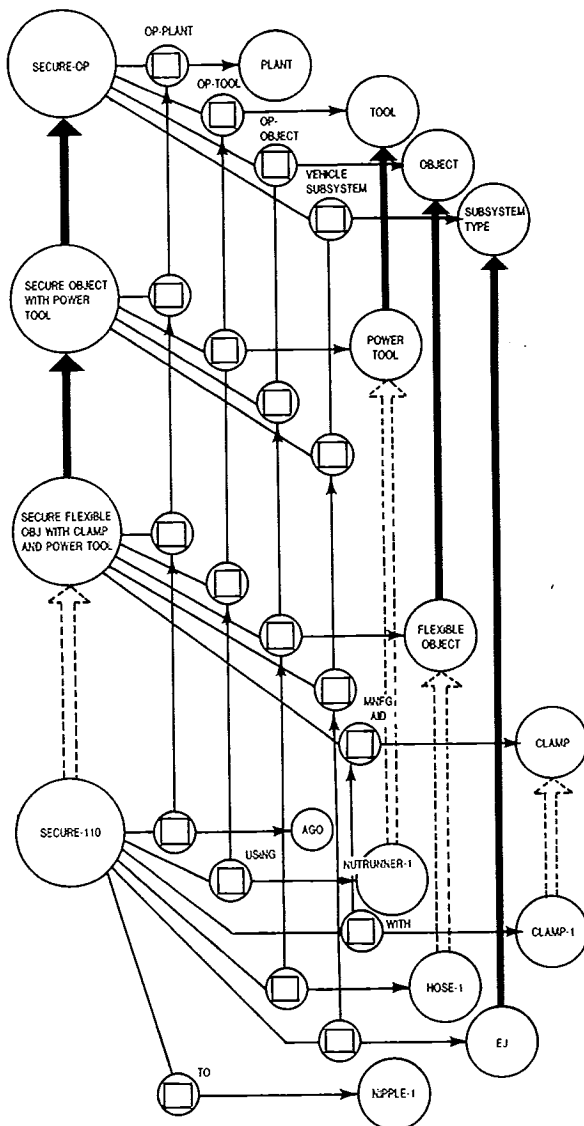 OP-PLANT
SECURE-OP
PLANT
OP-TOOL
TOOL
OP-
OBJECT
OBJECT
VEHICLE
SUBSYSTEM
SUBSYSTEM
TYPE
SECURE OBJECT
WITH POWER
TOOL
POWER
TOOL
SECURE FLEXIBLE
OBJ WITH CLAMP
AND POWER TOOL
FLEXIBLE
OBJECT
MNFG
AID
CLAMP
SECURE-110
AGO
USING
NUTRUNNER-1
WITH
CLAMP-1
HOSE-1
EJ
TO
NIPPLE-1